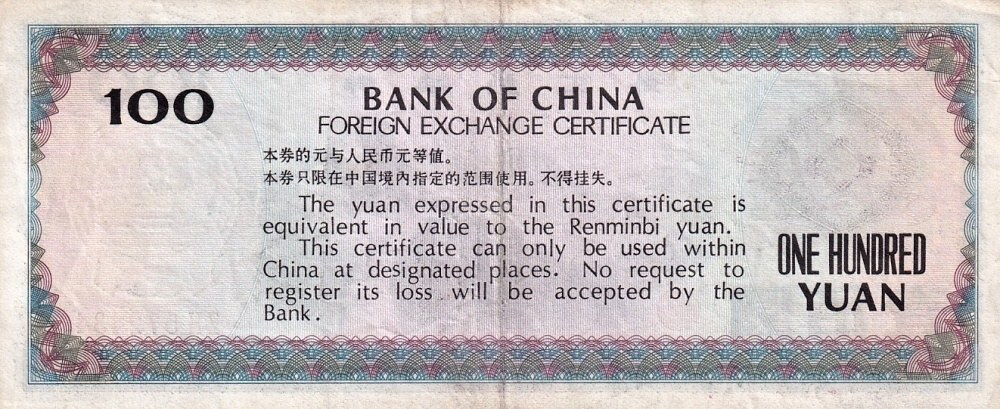 100
BANK OF CHINA
FOREIGN EXCHANGE CERTIFICATE
本券的元与人民币元等值。
本券只限在中国境内指定的范围使用。不得挂失。
The yuan expressed in this certificate is
equivalent in value to the Renminbi yuan.
This certificate can only be used within
China at designated places. No request to
register its loss will be accepted by the
Bank.
ONE HUNDRED
YUAN